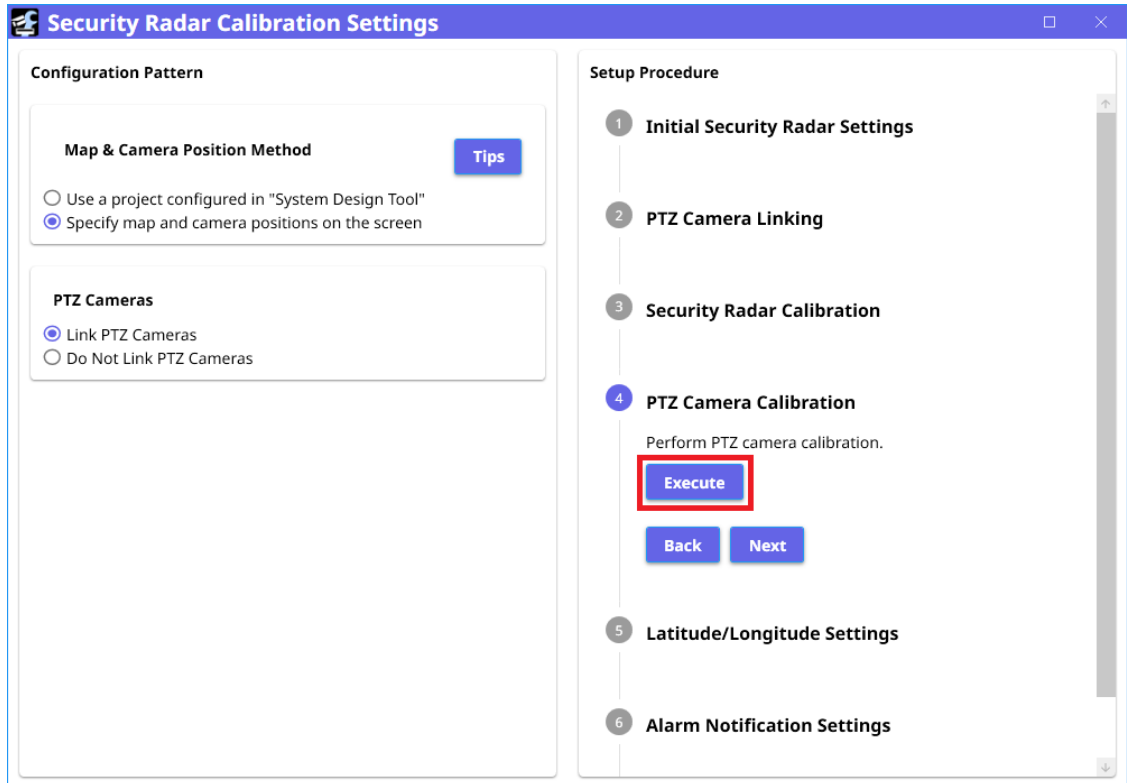 Security Radar Calibration Settings
Configuration Pattern
Map & Camera Position Method
Tips
Use a project configured in "System Design Tool"
Specify map and camera positions on the screen
PTZ Cameras
Link PTZ Cameras
Do Not Link PTZ Cameras
Setup Procedure
1 Initial Security Radar Settings
2 PTZ Camera Linking
3 Security Radar Calibration
4 PTZ Camera Calibration
Perform PTZ camera calibration.
Execute
Back Next
5 Latitude/Longitude Settings
6 Alarm Notification Settings